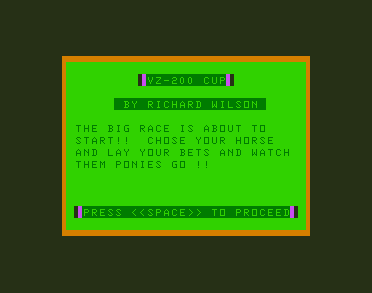 VZ-200 CUP
BY RICHARD WILSON
THE BIG RACE IS ABOUT TO
START!! CHOSE YOUR HORSE
AND LAY YOUR BETS AND WATCH
THEM PONIES GO !!
PRESS <<SPACE>> TO PROCEED